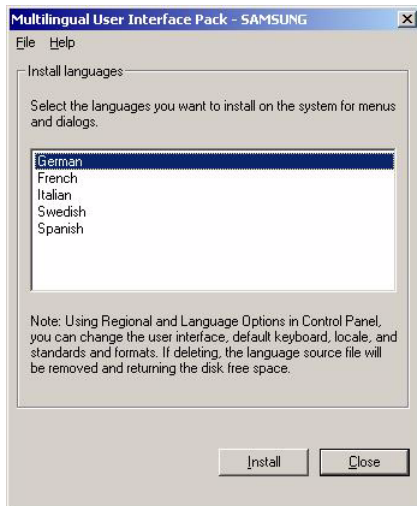 Multilingual User Interface Pack - SAMSUNG
File Help
Install languages
Select the languages you want to install on the system for menus
and dialogs.
German
French
Italian
Swedish
Spanish
Note: Using Regional and Language Options in Control Panel,
you can change the user interface, default keyboard, locale, and
standards and formats. If deleting, the language source file will
be removed and returning the disk free space.
Install Close